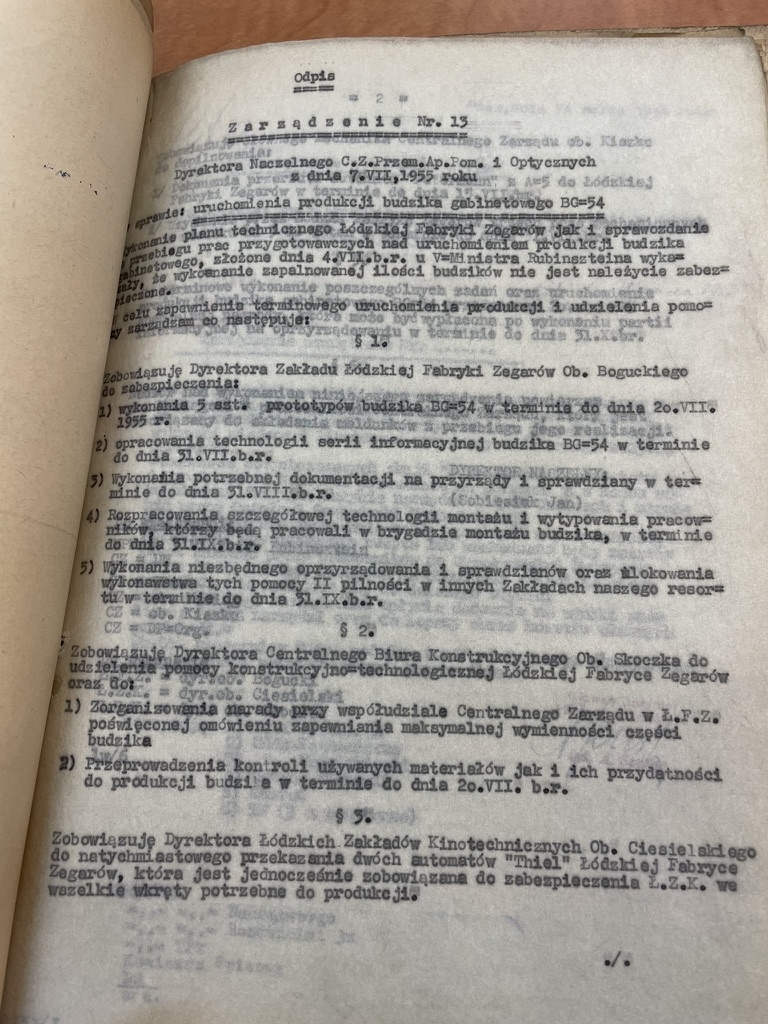 Odpis
= 2 =
Zarządzenie Nr. 13
Dyrektora Naczelnego C.Z.Przem.Ap.Pom. i Optycznych
z dnia 7.VII,1955 roku
sprawie: uruchomienia produkcji budzika gabinetowego BG=54
ykonanie planu technicznego Łódzkiej Fabryki Zogarów jak i sprawozdanie
przebiegu prac przygotowawczych nad uruchomieniem produkcji budzika
abinetowego, złożone dnia 4.VII.b.r. u V=Ministra Rubinszteina wyka=
ały, że wykonanie zapalnowanej ilości budzików nie jest należycie zabez=
pieczone.
celu zapewnienia terminowego uruchomienia produkcji i udzielenia pomo=
cy zarządzam co następuje:
§ 1.
Zobowiązuję Dyrektora Zakładu Łódzkiej Fabryki Zegarów Ob. Boguckiego
do zabezpieczenia:
1) wykonania 5 szt. prototypów budzika BG=54 w terminie do dnia 2o.VII.
1955 r.
2) opracowania technologii serii informacyjnej budzika BG=54 w terminie
do dnia 31.VII.b.r.
3) Wykonania potrzebnej dokumentacji na przyrządy i sprawdziany w ter=
minie do dnia 31.VIII.b.r.
4) Rozpracowania szczegółowej technologii montażu i wytypowania pracow=
ników, którzy będą pracowali w brygadzie montażu budzika, w terminie
do dnia 31.IX.b.r.
5) Wykonania niezbędnego oprzyrządowania i sprawdzianów oraz ulokowania
wykonawstwa tych pomocy II pilności w innych Zakładach naszego resor=
tu w terminie do dnia 31.IX.b.r.
§ 2.
Zobowiązuję Dyrektora Centralnego Biura Konstrukcyjnego Ob. Skoczka do
udzielenia pomocy konstrukcyjno=technologicznej Łódzkiej Fabryce Zegarów
oraz do:
1) Zorganizowania narady przy współudziale Centralnego Zarządu w Ł.F.Z.
poświęconej omówieniu zapewniania maksymalnej wymienności części
budzika
2) Przeprowadzenia kontroli używanych materiałów jak i ich przydatności
do produkcji budzi a w terminie do dnia 2o.VII. b.r.
§ 3.
Zobowiązuję Dyrektora Łódzkich Zakładów Kinotechnicznych Ob. Ciesielskiego
do natychmiastowego przekazania dwóch automatów "Thiel" Łódzkiej Fabryce
Zegarów, która jest jednocześnie zobowiązana do zabezpieczenia Ł.Z.K. we
wszelkie wkręty potrzebne do produkcji.
./.